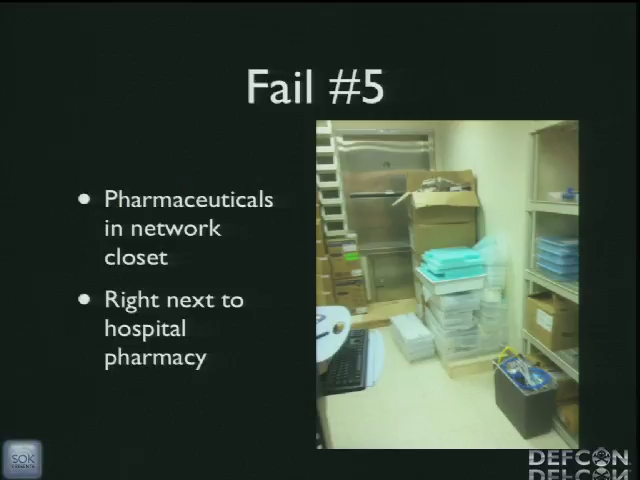 Fail #5
Pharmaceuticals
in network
closet
Right next to
hospital
pharmacy
SOK
DEFCON